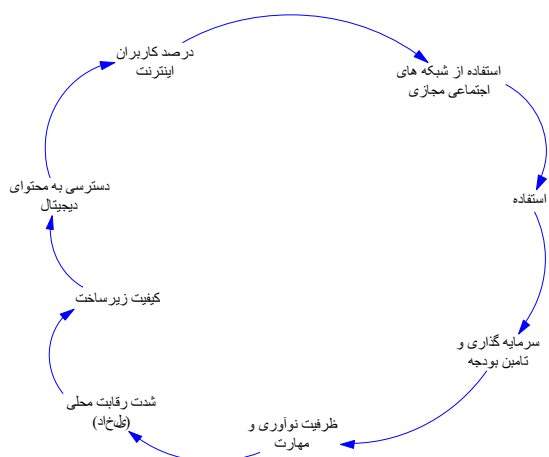 درصد کاربران
اینترنت
استفاده از شبکه های
اجتماعی مجازی
استفاده
سرمایه گذاری و
تامین بودجه
ظرفیت نوآوری و
مهارت
شدت رقابت محلی
(یلخاد)
کیفیت زیرساخت
دسترسی به محتوای
دیجیتال